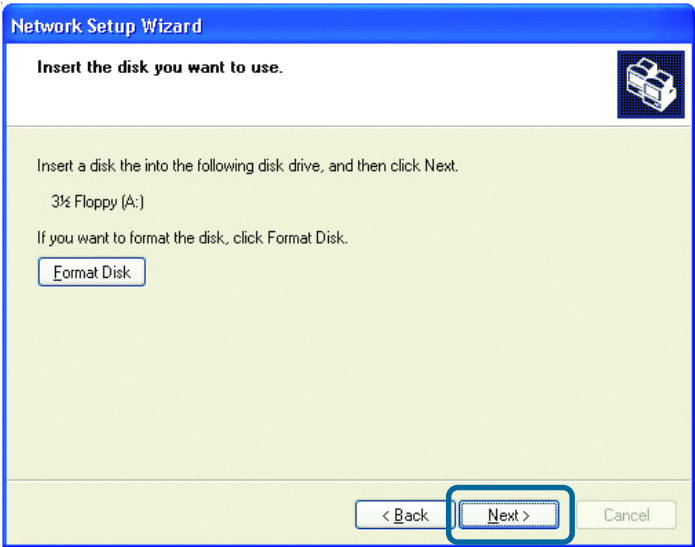 Network Setup Wizard
Insert the disk you want to use.
Insert a disk the into the following disk drive, and then click Next.
3½ Floppy (A:)
If you want to format the disk, click Format Disk.
Format Disk
< Back Next > Cancel